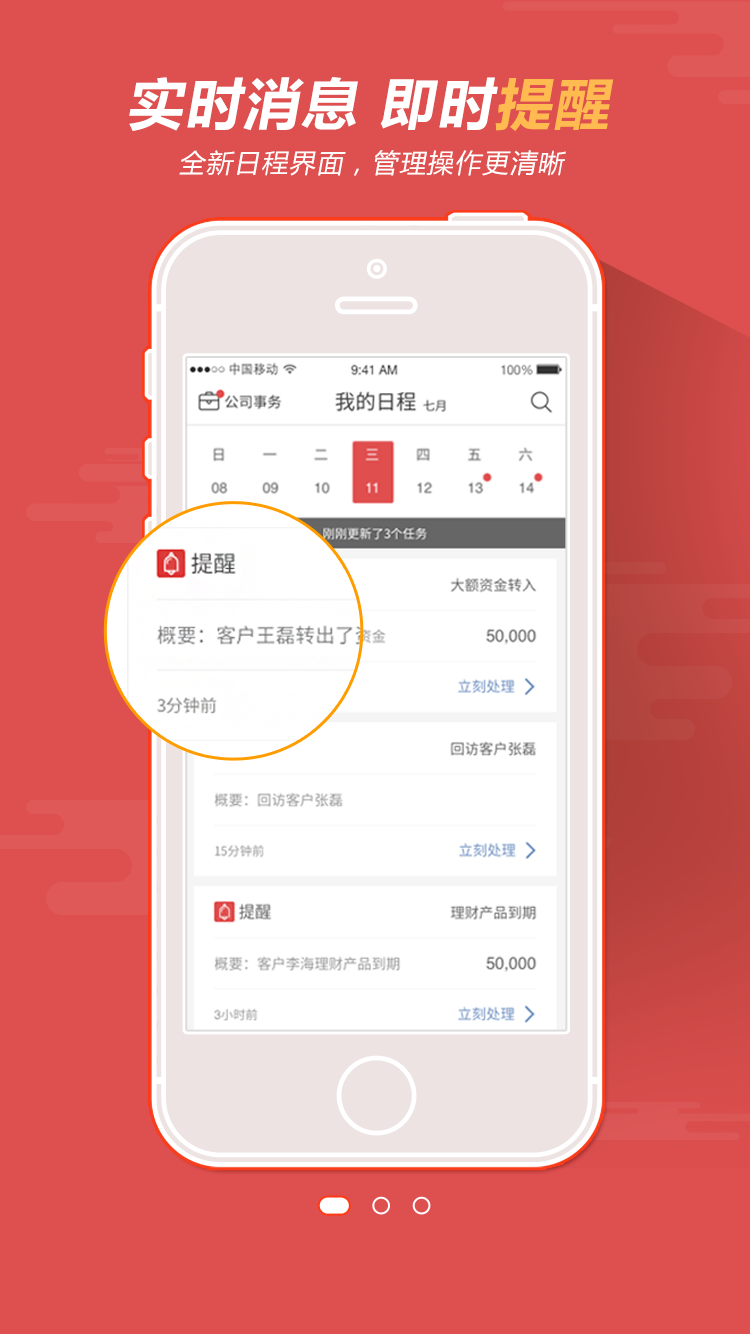 实时消息 即时提醒
全新日程界面，管理操作更清晰
中国移动 9:41 AM 100%
公司事务 我的日程 七月
日 一 二 三 四 五 六
08 09 10 11 12 13 14
刚刚更新了3个任务
提醒 大额资金转入
概要：客户王磊转出了资金 50,000
3分钟前 立刻处理
回访客户张磊
概要：回访客户张磊
15分钟前 立刻处理
提醒 理财产品到期
概要：客户李海理财产品到期 50,000
3小时前 立刻处理